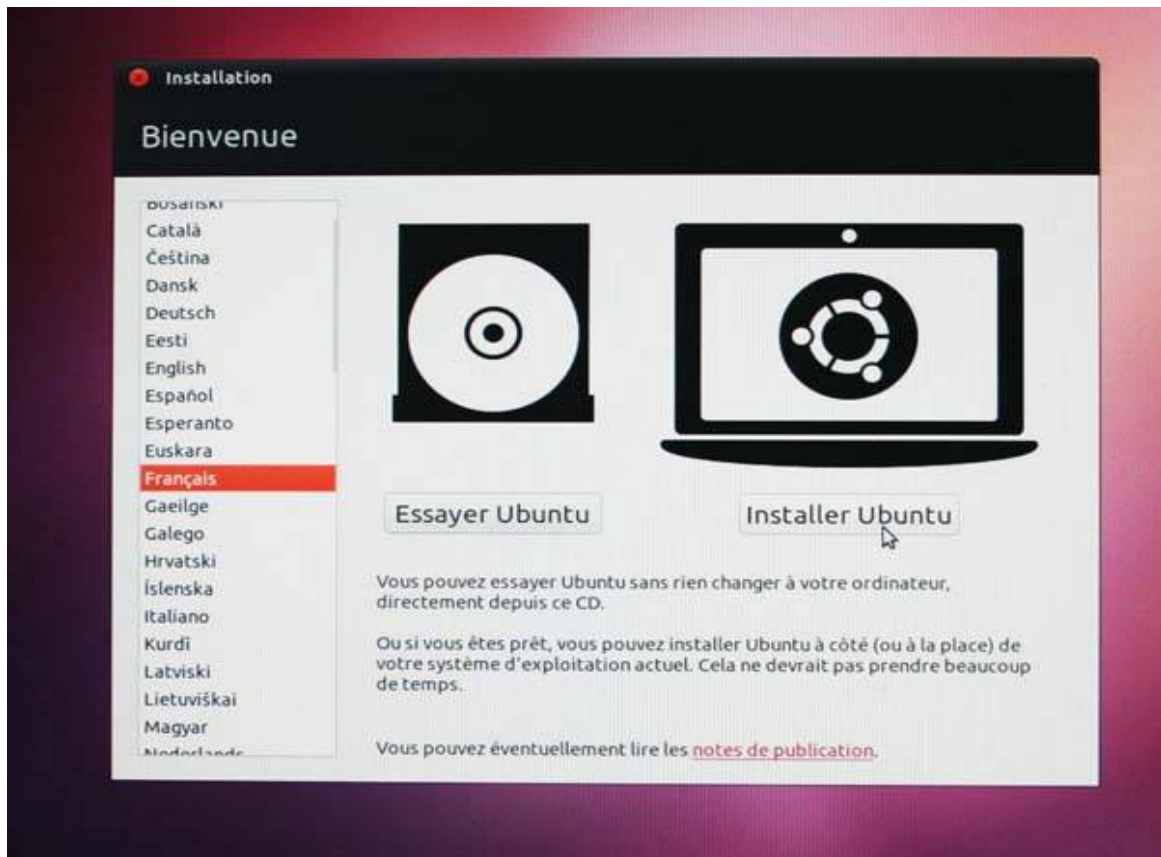 Installation
Bienvenue
Bosanski
Català
Čeština
Dansk
Deutsch
Eesti
English
Español
Esperanto
Euskara
Français
Gaeilge
Galego
Hrvatski
Íslenska
Italiano
Kurdî
Latviski
Lietuviškai
Magyar
Nederlands
Essayer Ubuntu
Installer Ubuntu
Vous pouvez essayer Ubuntu sans rien changer à votre ordinateur,
directement depuis ce CD.
Ou si vous êtes prêt, vous pouvez installer Ubuntu à côté (ou à la place) de
votre système d'exploitation actuel. Cela ne devrait pas prendre beaucoup
de temps.
Vous pouvez éventuellement lire les notes de publication.